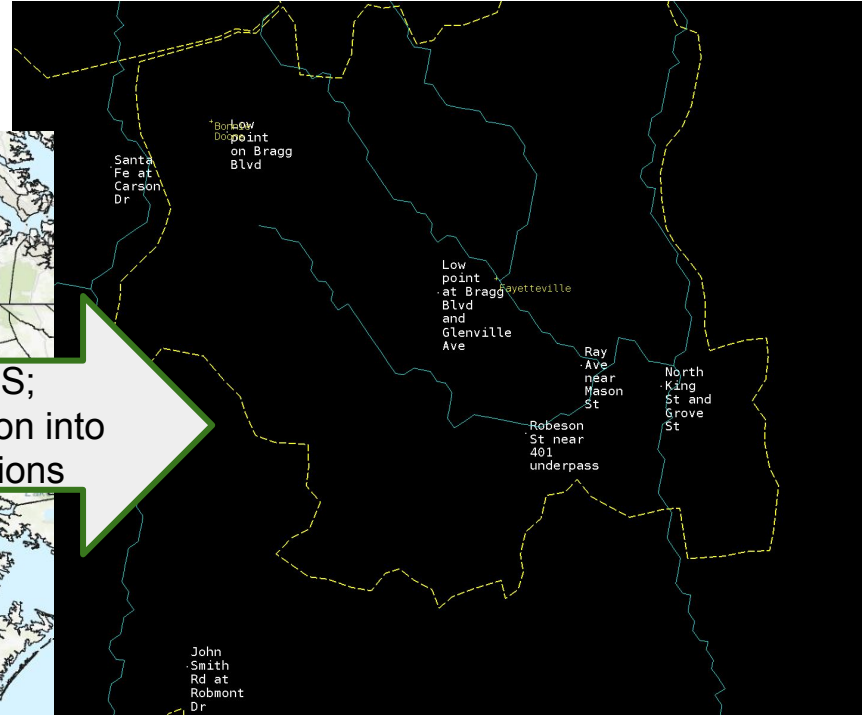 Bonnie
Doone
Low
point
on Bragg
Blvd
Santa
Fe at
Carson
Dr
Low
point
at Bragg
Blvd
and
Glenville
Ave
Fayetteville
Ray
Ave
near
Mason
St
North
King
St and
Grove
St
S;
on into
ions
Robeson
St near
401
underpass
John
Smith
Rd at
Robmont
Dr